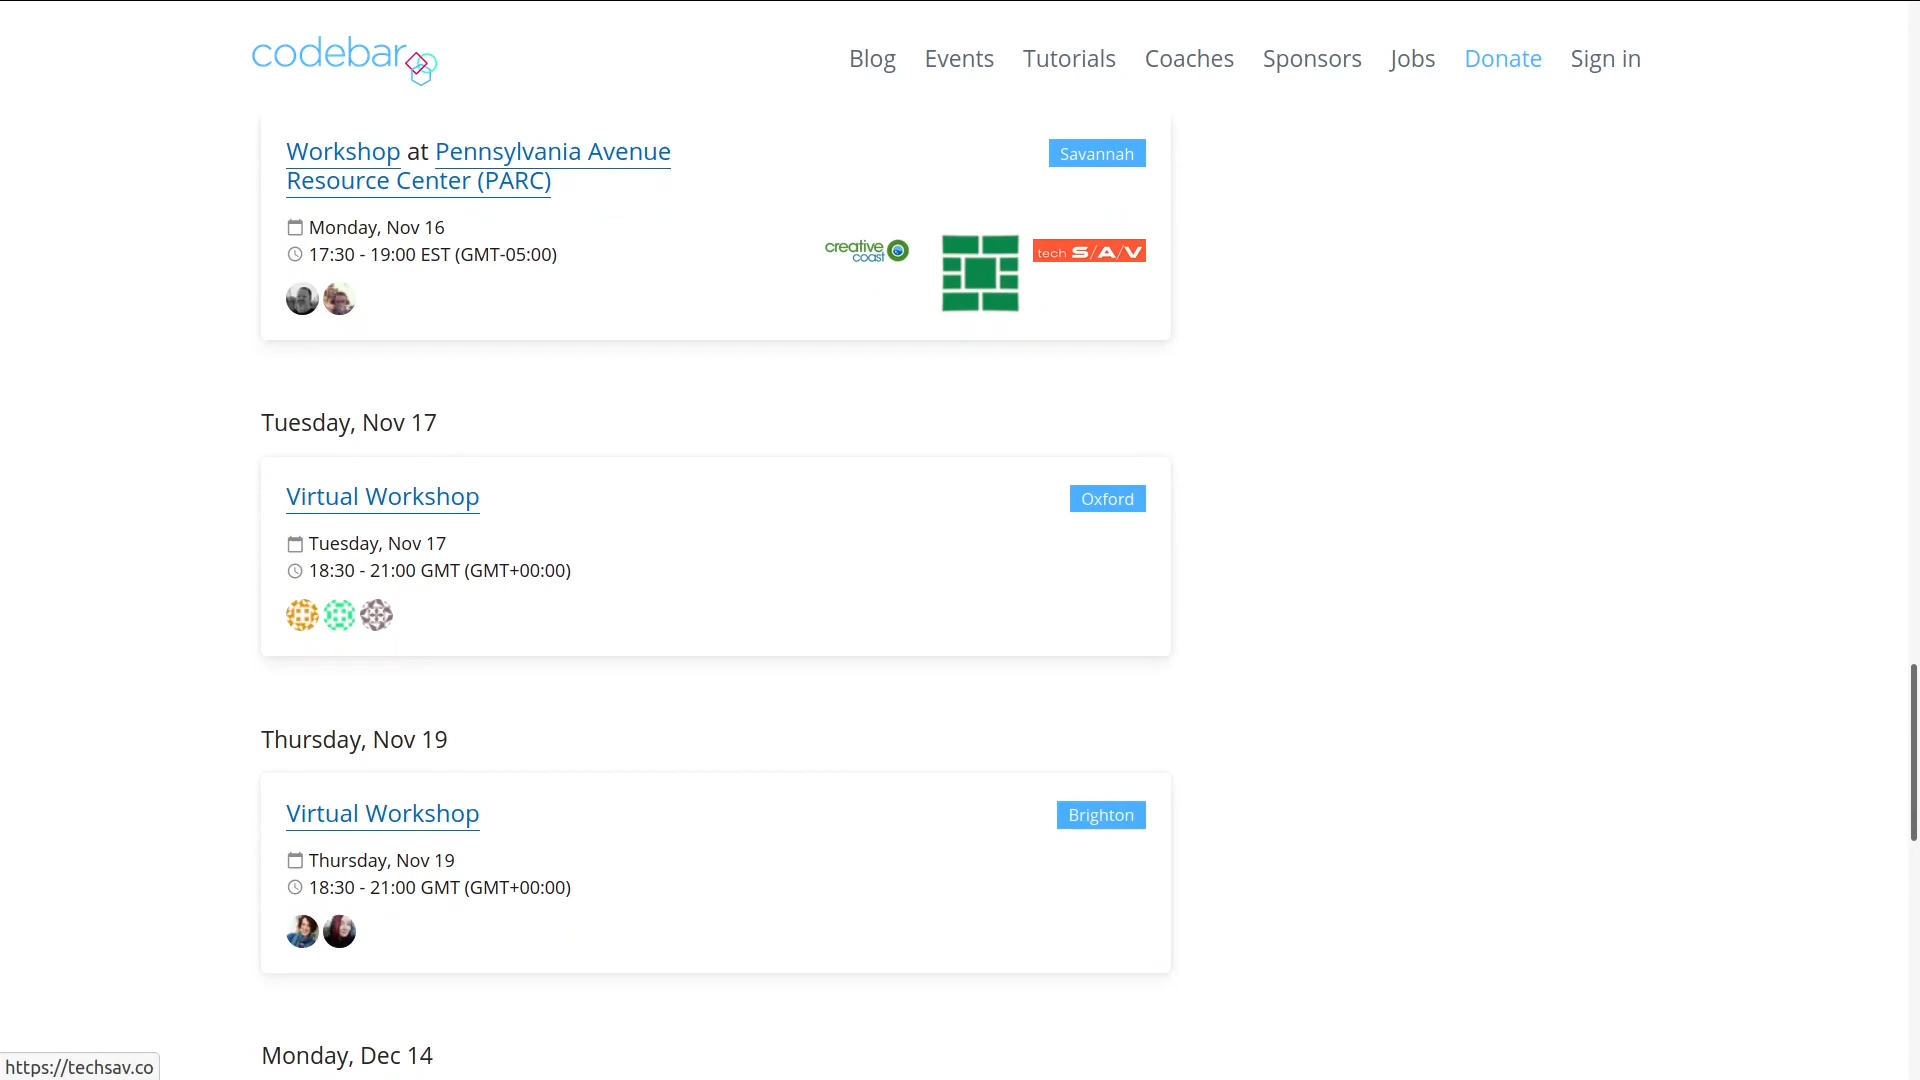 codebar
Blog Events Tutorials Coaches Sponsors Jobs Donate Sign in
Workshop at Pennsylvania Avenue
Resource Center (PARC)
Savannah
Monday, Nov 16
17:30 - 19:00 EST (GMT-05:00)
creative
coast
tech S/A/V
Tuesday, Nov 17
Virtual Workshop
Oxford
Tuesday, Nov 17
18:30 - 21:00 GMT (GMT+00:00)
Thursday, Nov 19
Virtual Workshop
Brighton
Thursday, Nov 19
18:30 - 21:00 GMT (GMT+00:00)
Monday, Dec 14
https://techsav.co